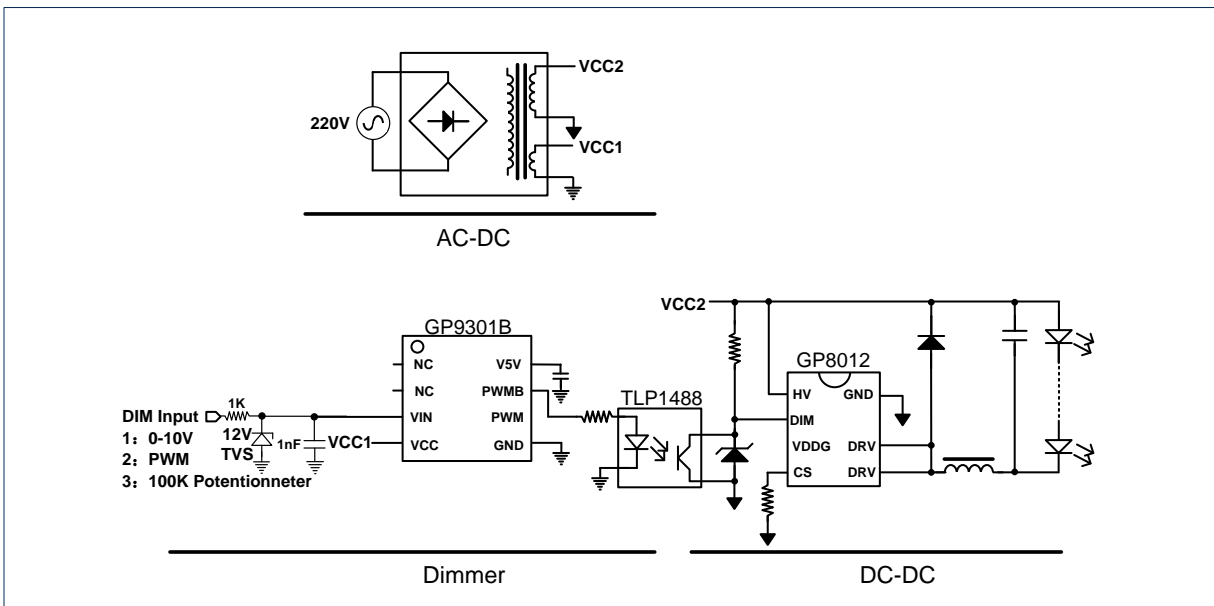 VCC2
220V
VCC1
AC-DC
VCC2
GP9301B
GP8012
NC
V5V
TLP1488
HV
GND
NC
PWMB
DIM
1K
DIM Input
VIN
PWM
1：0-10V
12V
1nF
VCC1
VCC
GND
VDDG
DRV
2：PWM
TVS
CS
DRV
3：100K Potentionneter
Dimmer
DC-DC